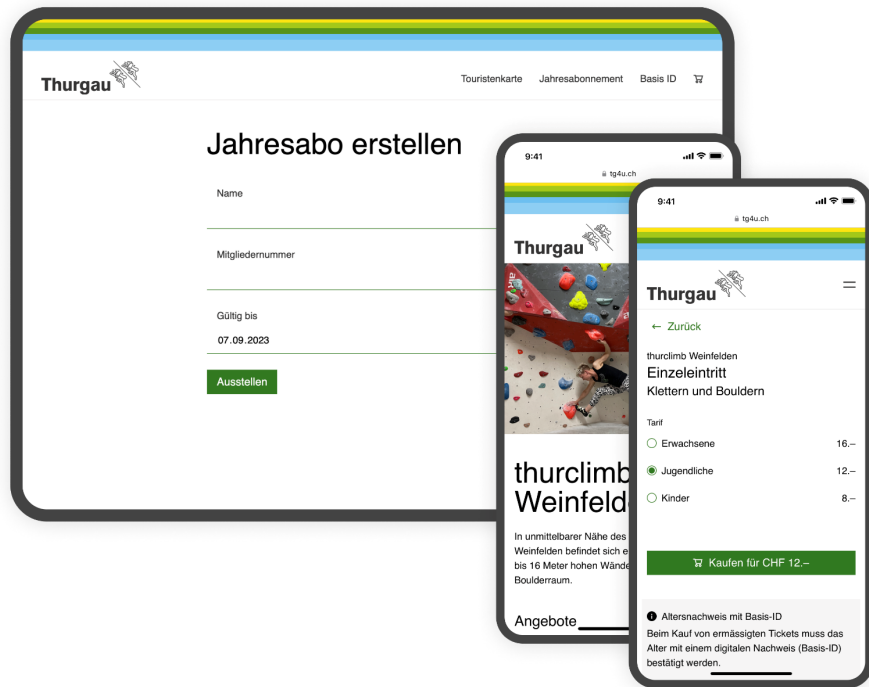 Thurgau
Touristenkarte Jahresabonnement Basis ID
Jahresabo erstellen
Name
Mitgliedernummer
Gültig bis
07.09.2023
Ausstellen
9:41
tg4u.ch
Thurgau
thurclimb
Weinfeld
In unmittelbarer Nähe des
Weinfelden befindet sich e
bis 16 Meter hohen Wände
Boulderraum.
Angebote
9:41
tg4u.ch
Thurgau
← Zurück
thurclimb Weinfelden
Einzeleintritt
Klettern und Bouldern
Tarif
Erwachsene 16.–
Jugendliche 12.–
Kinder 8.–
Kaufen für CHF 12.–
Altersnachweis mit Basis-ID
Beim Kauf von ermässigten Tickets muss das
Alter mit einem digitalen Nachweis (Basis-ID)
bestätigt werden.